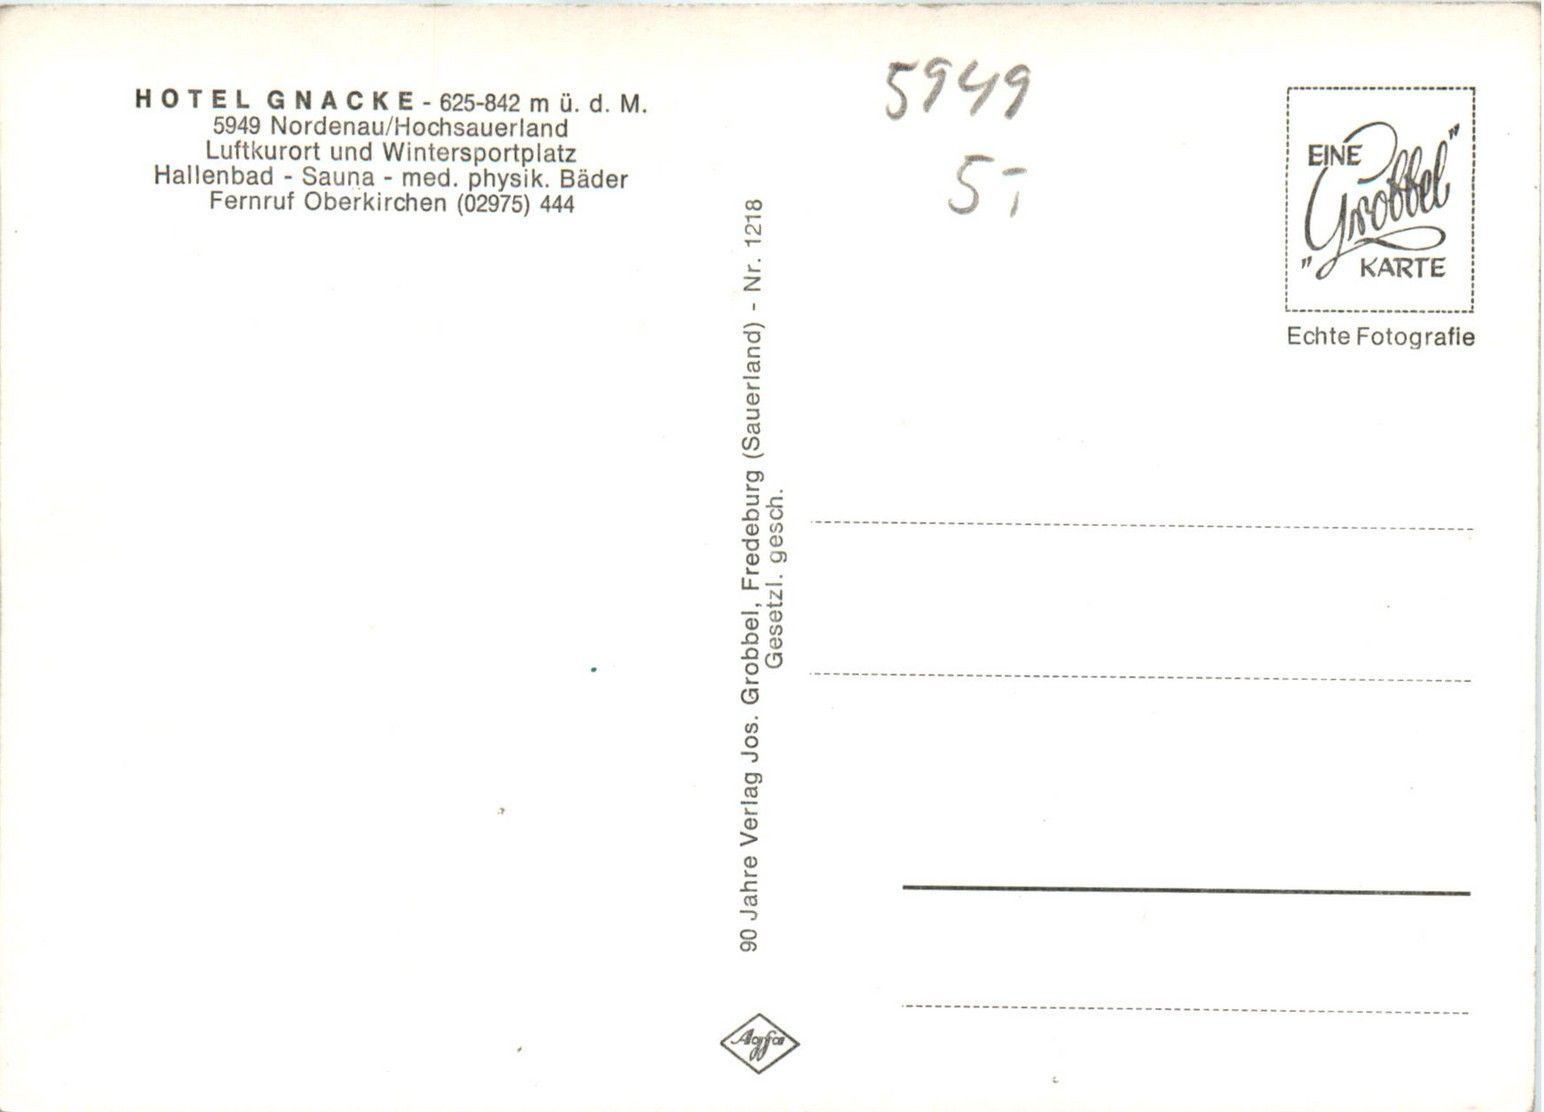 HOTEL GNACKE - 625-842 m ü. d. M.
5949 Nordenau/Hochsauerland
Luftkurort und Wintersportplatz
Hallenbad - Sauna - med. physik. Bäder
Fernruf Oberkirchen (02975) 444
90 Jahre Verlag Jos. Grobbel, Fredeburg (Sauerland) - Nr. 1218
Gesetzl. gesch.
Agfa
5949
5,-
EINE
„Grobbel”
KARTE
Echte Fotografie